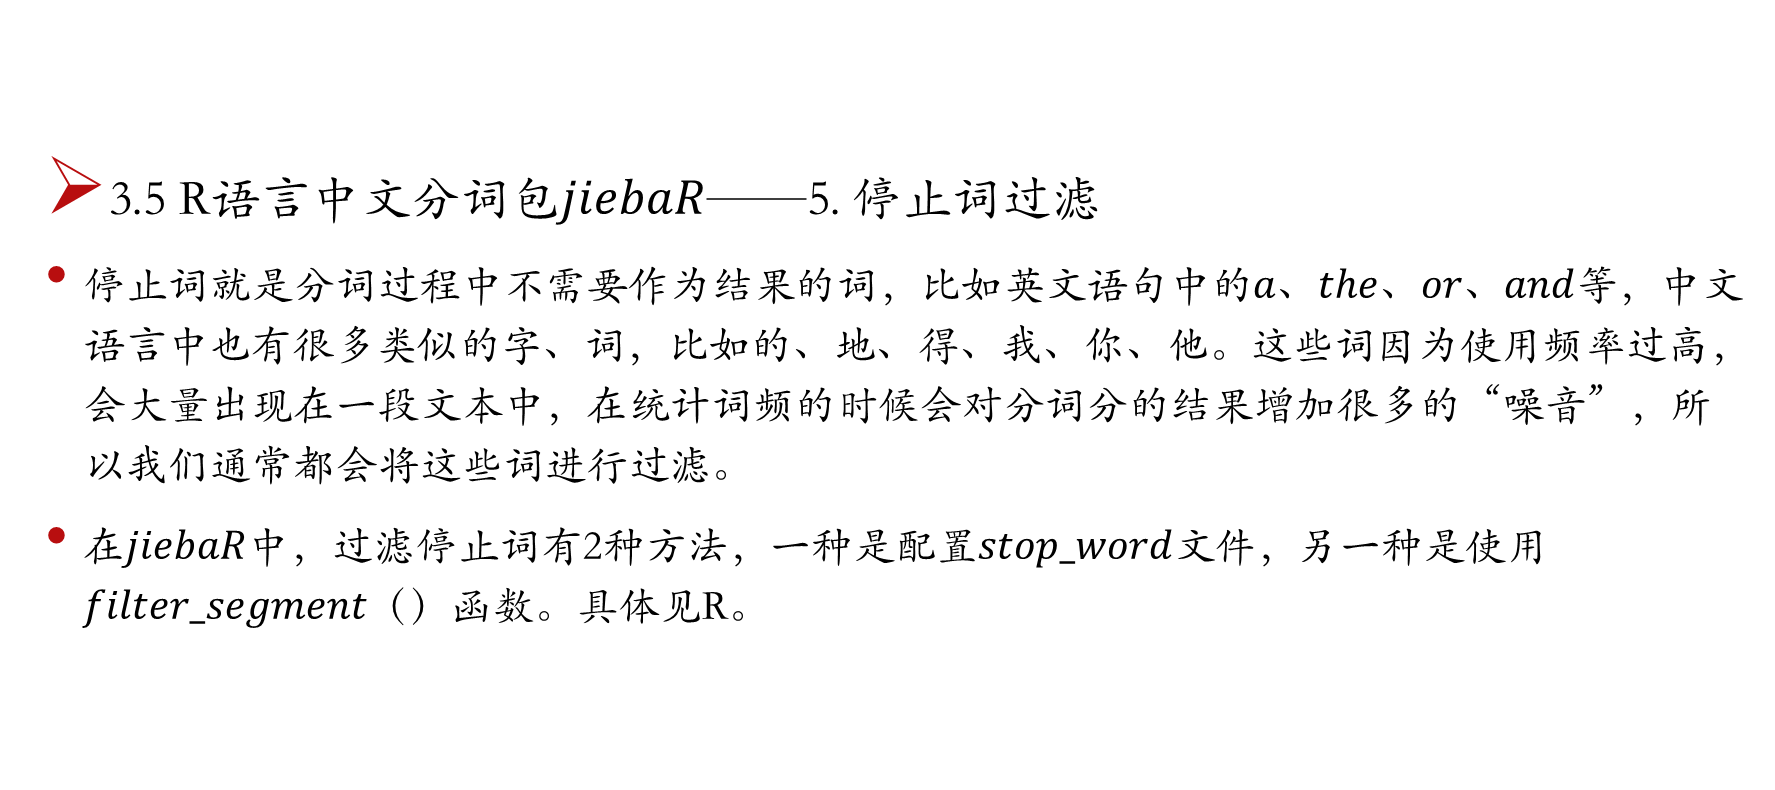 3.5 R语言中文分词包jiebaR——5. 停止词过滤
停止词就是分词过程中不需要作为结果的词，比如英文语句中的a、the、or、and等，中文
语言中也有很多类似的字、词，比如的、地、得、我、你、他。这些词因为使用频率过高，
会大量出现在一段文本中，在统计词频的时候会对分词分的结果增加很多的“噪音”，所
以我们通常都会将这些词进行过滤。
在jiebaR中，过滤停止词有2种方法，一种是配置stop_word文件，另一种是使用
filter_segment（）函数。具体见R。